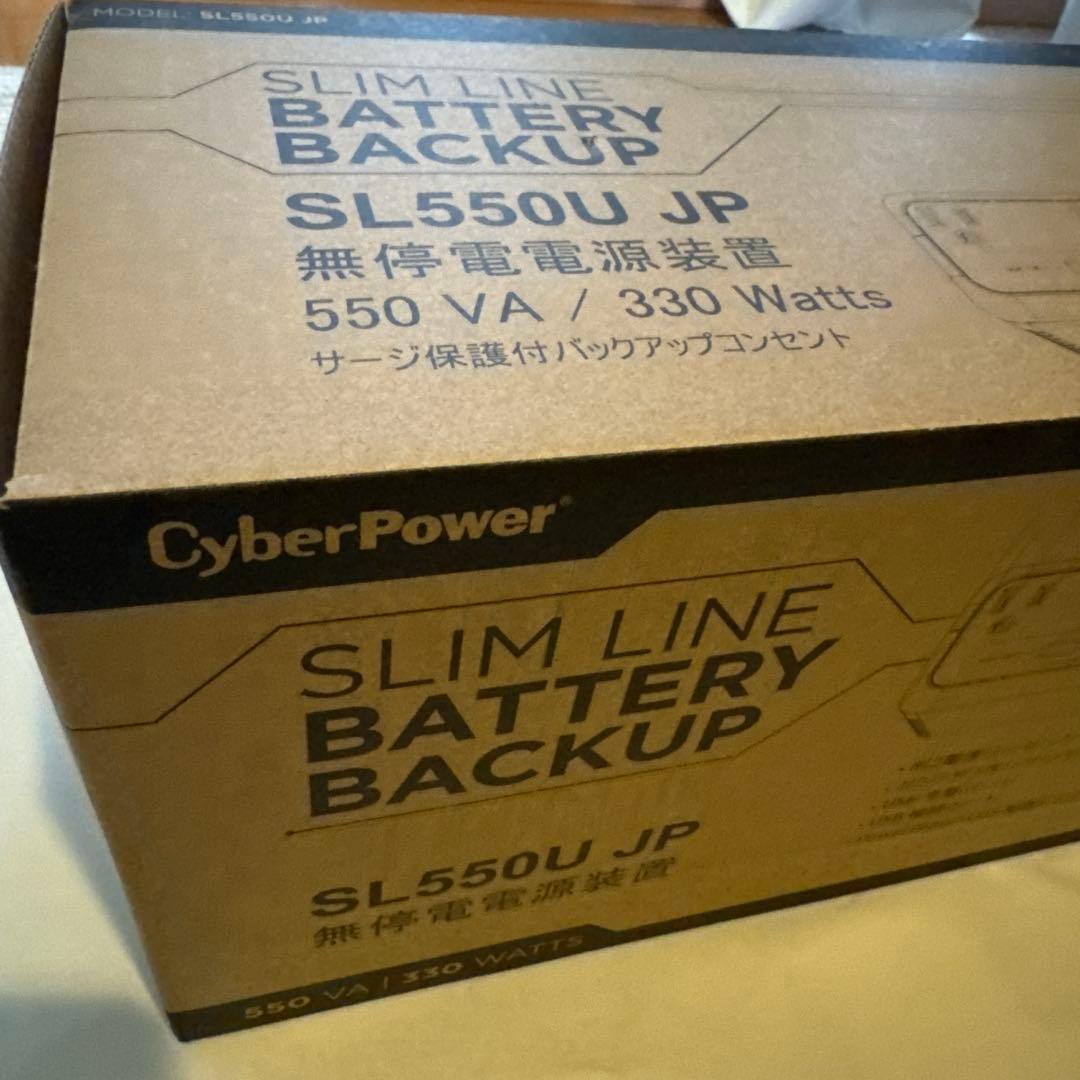 MODEL: SL550U JP
SLIM LINE
BATTERY
BACKUP
SL550U JP
無停電電源装置
550 VA / 330 Watts
サージ保護付バックアップコンセント
CyberPower®
SLIM LINE
BATTERY
BACKUP
SL550U JP
無停電電源装置
550 VA | 330 WATTS